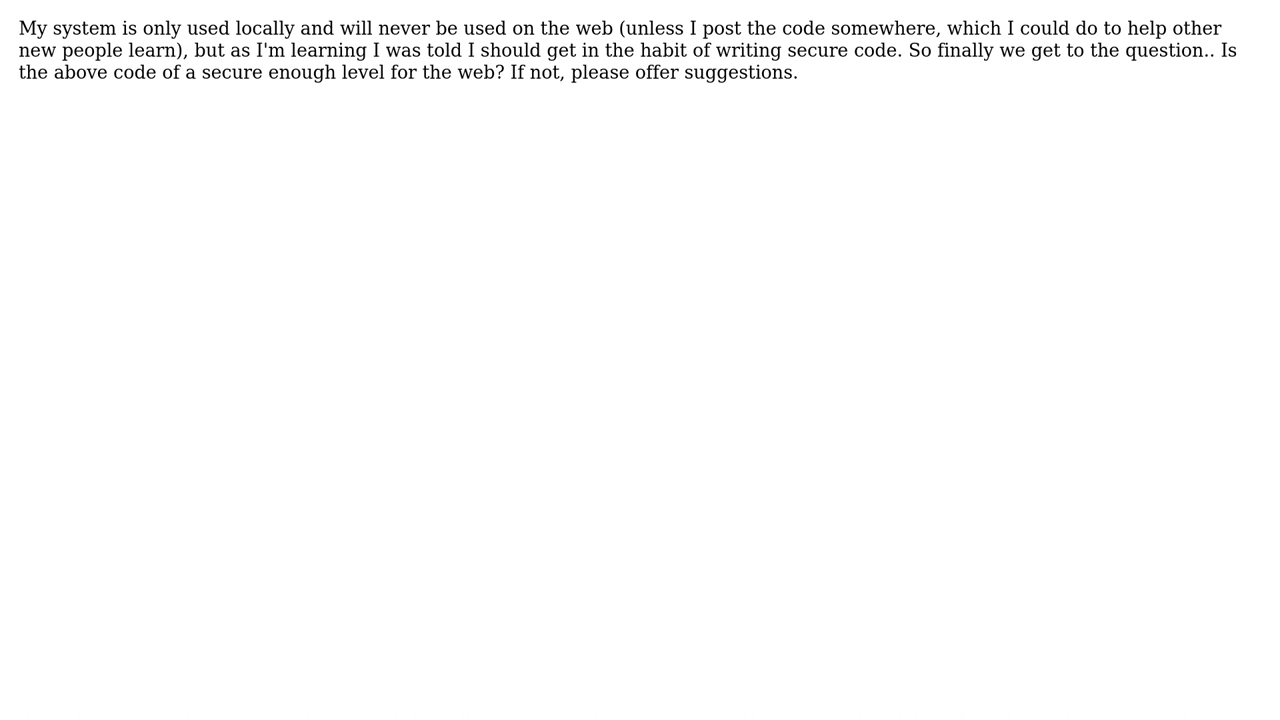 My system is only used locally and will never be used on the web (unless I post the code somewhere, which I could do to help other
new people learn), but as I'm learning I was told I should get in the habit of writing secure code. So finally we get to the question.. Is
the above code of a secure enough level for the web? If not, please offer suggestions.